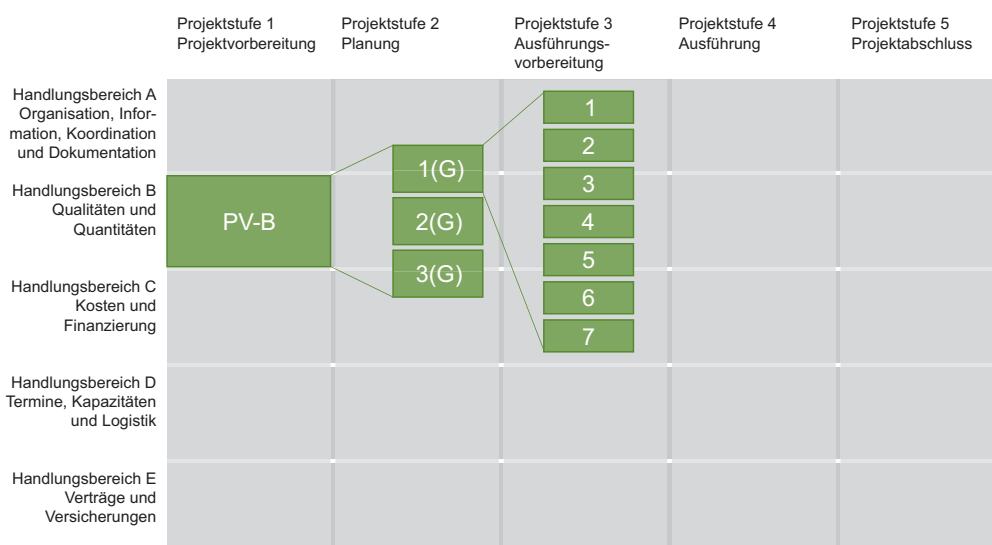 Projektstufe 1
Projektvorbereitung
Projektstufe 2
Planung
Projektstufe 3
Ausführungs-
vorbereitung
Projektstufe 4
Ausführung
Projektstufe 5
Projektabschluss
Handlungsbereich A
Organisation, Infor-
mation, Koordination
und Dokumentation
Handlungsbereich B
Qualitäten und
Quantitäten
Handlungsbereich C
Kosten und
Finanzierung
Handlungsbereich D
Termine, Kapazitäten
und Logistik
Handlungsbereich E
Verträge und
Versicherungen
PV-B
1(G)
2(G)
3(G)
1
2
3
4
5
6
7